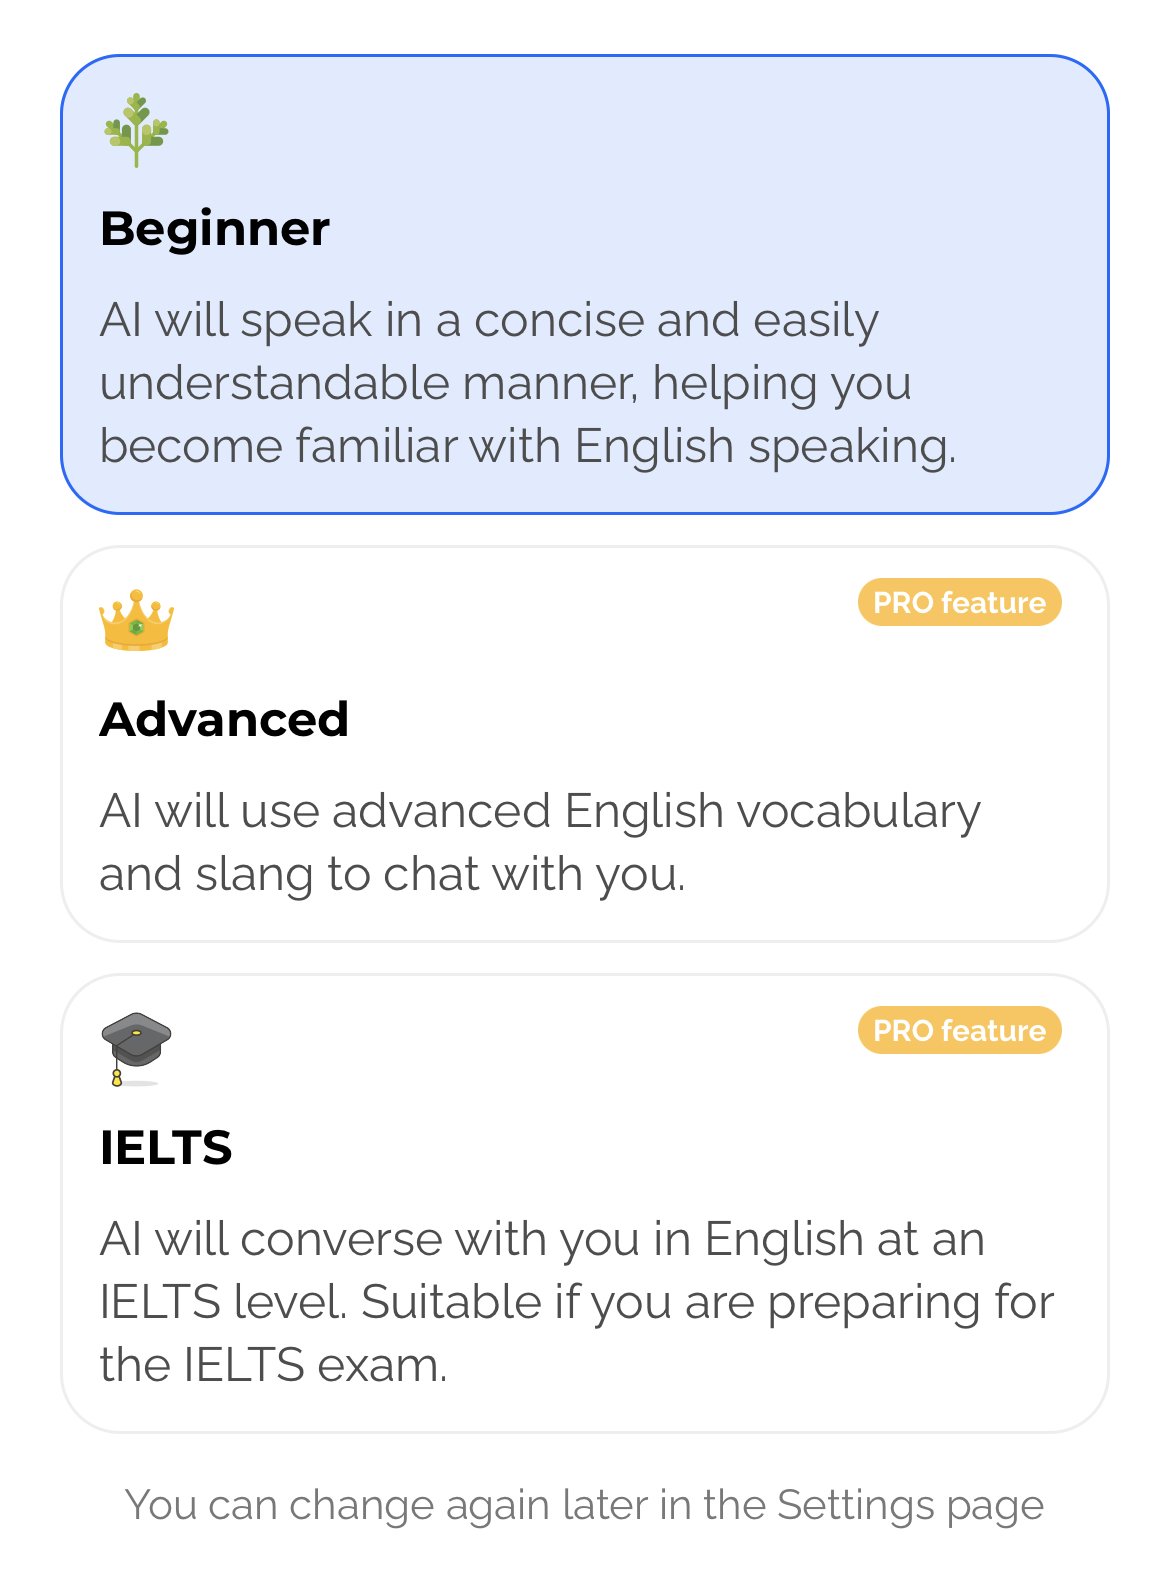 Beginner
AI will speak in a concise and easily
understandable manner, helping you
become familiar with English speaking.
PRO feature
Advanced
AI will use advanced English vocabulary
and slang to chat with you.
PRO feature
IELTS
AI will converse with you in English at an
IELTS level. Suitable if you are preparing for
the IELTS exam.
You can change again later in the Settings page